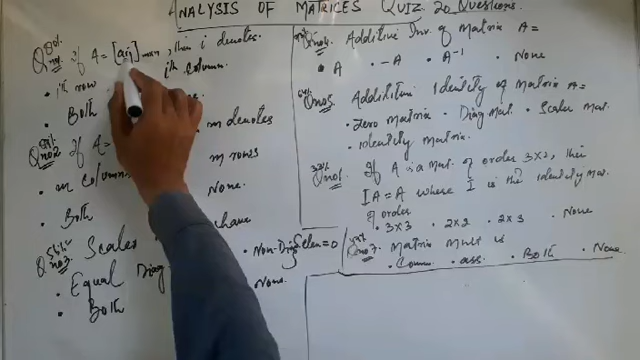 ANALYSIS OF MATRICES QUIZ 20 Questions.
Q no1. If A = [aij]m×n, then i denotes.
• ith row
ith Column.
• Both
Q no2 If A =
m denotes
• m Columns
m rows
• Both
None.
Q no3. Scalar
have
• Equal Diag
• Non-Diag Elem = 0
• Both
None.
Q no4. Additive Inv. of Matrix A =
• A • -A • A⁻¹ • None
Q no5. Additive Identity of Matrix =
• Zero Matrix • Diag Mat. • Scalar Mat.
• Identity Matrix.
Q no6. If A is a Mat. of order 3×2, then
IA = A where I is the identity Mat.
of order
• 3×3 • 2×2 • 2×3 • None
Q no7. Matrix Mult is
• Comm. • ass. • Both • None.